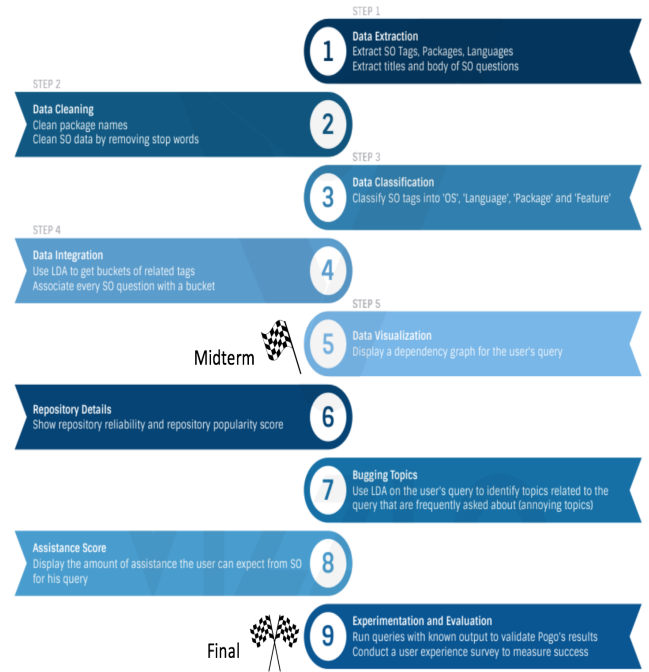 STEP 1
1
Data Extraction
Extract SO Tags, Packages, Languages
Extract titles and body of SO questions
STEP 2
Data Cleaning
Clean package names
Clean SO data by removing stop words
2
STEP 3
3
Data Classification
Classify SO tags into 'OS', 'Language', 'Package' and 'Feature'
STEP 4
Data Integration
Use LDA to get buckets of related tags
Associate every SO question with a bucket
4
STEP 5
Midterm
5
Data Visualization
Display a dependency graph for the user's query
Repository Details
Show repository reliability and repository popularity score
6
7
Bugging Topics
Use LDA on the user's query to identify topics related to the
query that are frequently asked about (annoying topics)
Assistance Score
Display the amount of assistance the user can expect from SO
for his query
8
Final
9
Experimentation and Evaluation
Run queries with known output to validate Pogo's results
Conduct a user experience survey to measure success